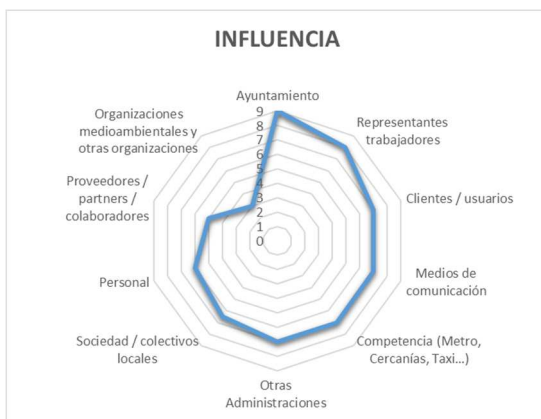 INFLUENCIA
Ayuntamiento
Representantes
trabajadores
Clientes / usuarios
Medios de
comunicación
Competencia (Metro,
Cercanías, Taxi...)
Otras
Administraciones
Sociedad / colectivos
locales
Personal
Proveedores /
partners /
colaboradores
Organizaciones
medioambientales y
otras organizaciones
9
8
7
6
5
4
3
2
1
0